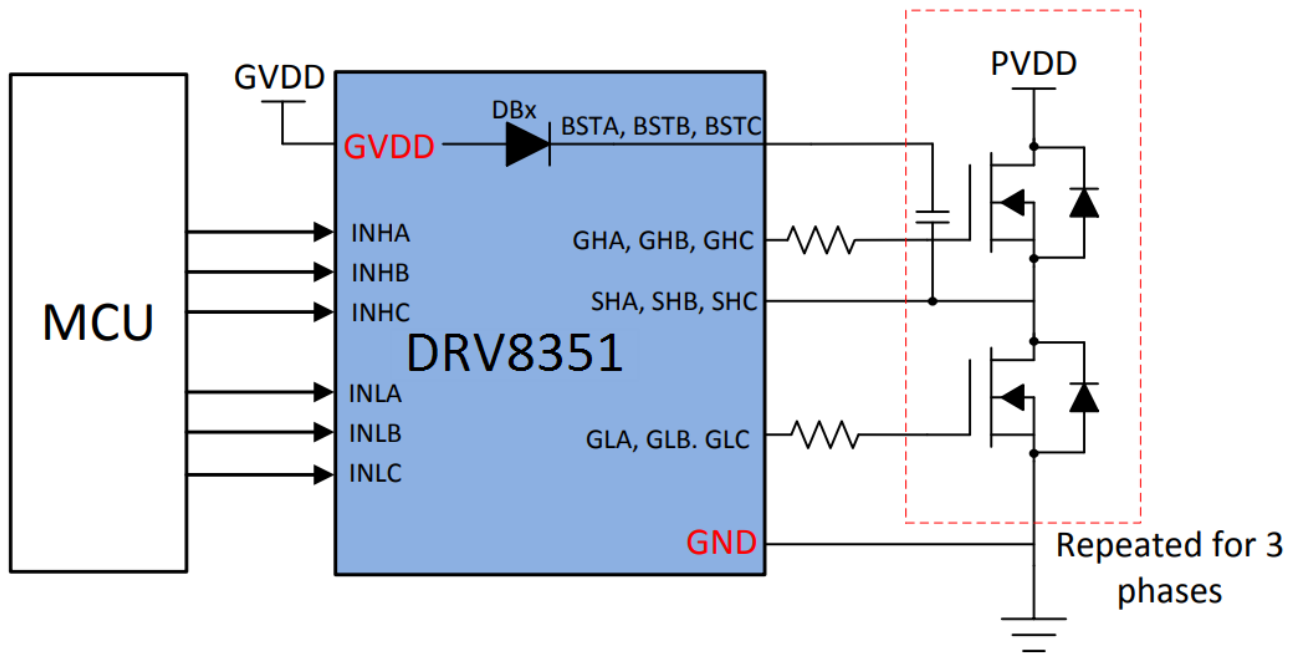 PVDD
GVDD
DBx
BSTA, BSTB, BSTC
GVDD
INHA
GHA, GHB, GHC
INHB
MCU
INHC
SHA, SHB, SHC
DRV8351
INLA
INLB
GLA, GLB. GLC
INLC
GND
Repeated for 3
phases